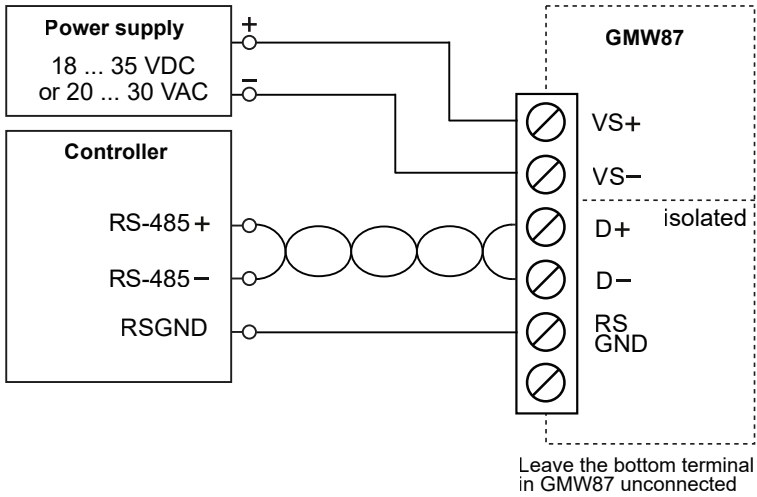 Power supply
18 ... 35 VDC
or 20 ... 30 VAC
+
−
Controller
RS-485+
RS-485−
RSGND
GMW87
VS+
VS−
isolated
D+
D−
RS
GND
Leave the bottom terminal
in GMW87 unconnected